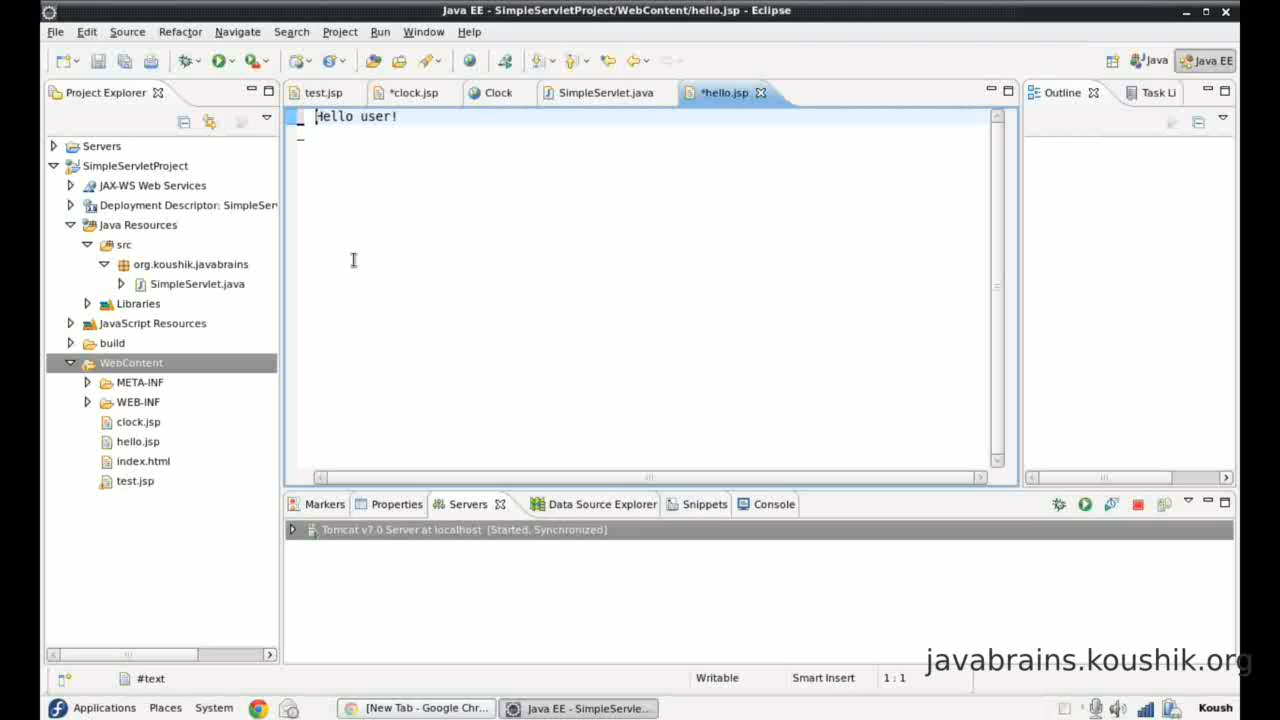 Java EE - SimpleServletProject/WebContent/hello.jsp - Eclipse
File Edit Source Refactor Navigate Search Project Run Window Help
Java Java EE
Project Explorer
test.jsp *clock.jsp Clock SimpleServlet.java *hello.jsp
Outline Task Li
Hello user!
Servers
SimpleServletProject
JAX-WS Web Services
Deployment Descriptor: SimpleSer
Java Resources
src
org.koushik.javabrains
SimpleServlet.java
Libraries
JavaScript Resources
build
WebContent
META-INF
WEB-INF
clock.jsp
hello.jsp
index.html
test.jsp
Markers Properties Servers Data Source Explorer Snippets Console
Tomcat v7.0 Server at localhost [Started, Synchronized]
javabrains.koushik.org
#text Writable Smart Insert 1 : 1
Applications Places System [New Tab - Google Chr... Java EE - SimpleServle... Koush